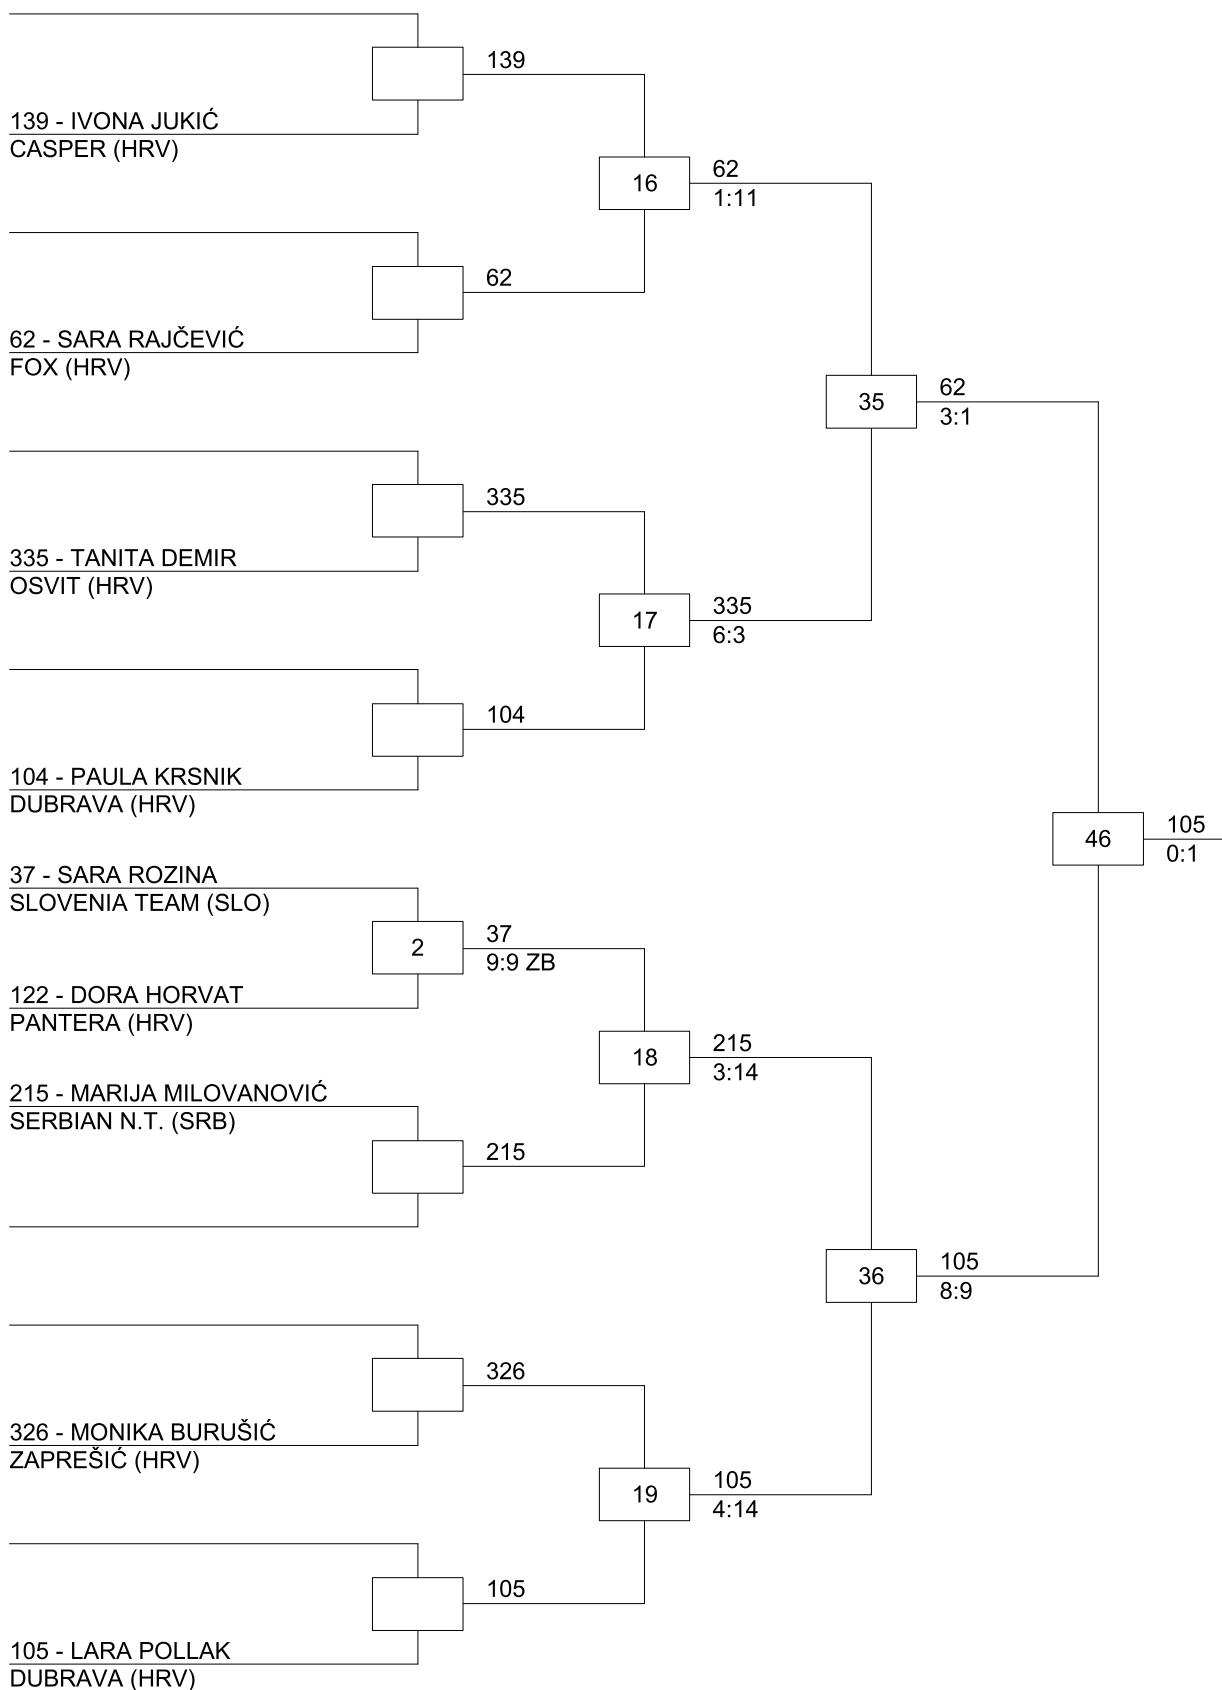 139
139 - IVONA JUKIĆ
CASPER (HRV)
16
62
1:11
62
62 - SARA RAJČEVIĆ
FOX (HRV)
35
62
3:1
335
335 - TANITA DEMIR
OSVIT (HRV)
17
335
6:3
104
104 - PAULA KRSNIK
DUBRAVA (HRV)
46
105
0:1
37 - SARA ROZINA
SLOVENIA TEAM (SLO)
2
37
9:9 ZB
122 - DORA HORVAT
PANTERA (HRV)
18
215
3:14
215 - MARIJA MILOVANOVIĆ
SERBIAN N.T. (SRB)
215
36
105
8:9
326
326 - MONIKA BURUŠIĆ
ZAPREŠIĆ (HRV)
19
105
4:14
105
105 - LARA POLLAK
DUBRAVA (HRV)